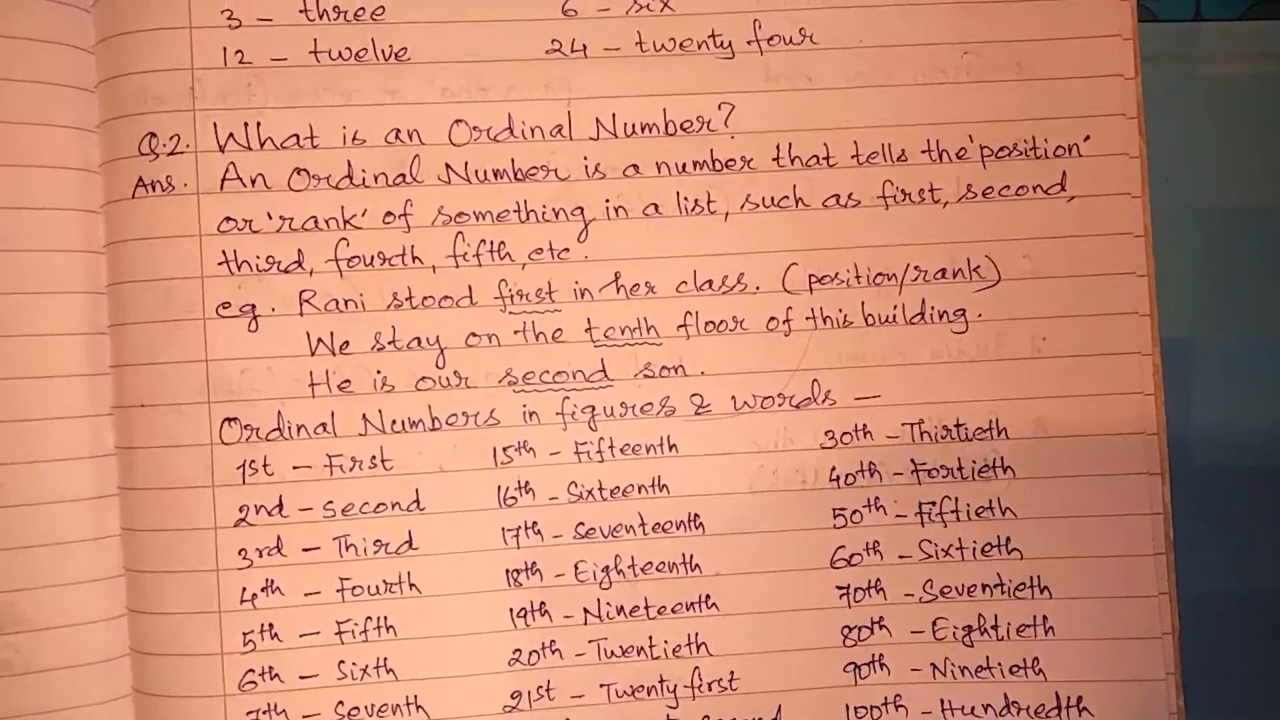 3 – three 6 – six
12 – twelve 24 – twenty four
Q.2. What is an Ordinal Number?
Ans. An Ordinal Number is a number that tells the 'position'
or 'rank' of something in a list, such as first, second,
third, fourth, fifth, etc.
eg. Rani stood first in her class. (position/rank)
We stay on the tenth floor of this building.
He is our second son.
Ordinal Numbers in figures & words –
1st – First 15th – Fifteenth 30th – Thirtieth
2nd – Second 16th – Sixteenth 40th – Fortieth
3rd – Third 17th – Seventeenth 50th – Fiftieth
4th – Fourth 18th – Eighteenth 60th – Sixtieth
5th – Fifth 19th – Nineteenth 70th – Seventieth
6th – Sixth 20th – Twentieth 80th – Eightieth
7th – Seventh 21st – Twenty first 90th – Ninetieth
100th – Hundredth